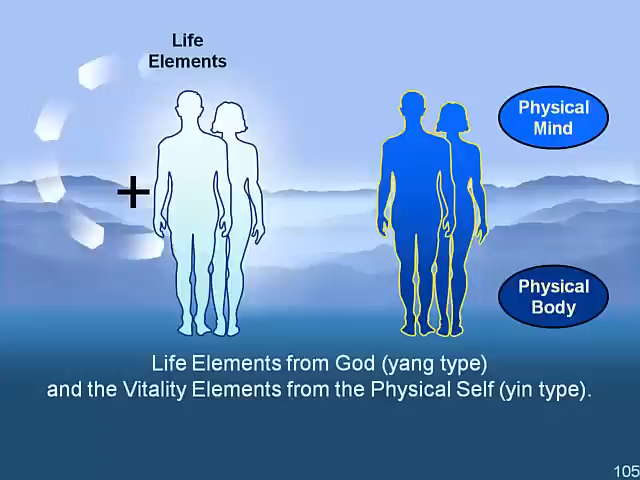 Life
Elements
+
Physical
Mind
Physical
Body
Life Elements from God (yang type)
and the Vitality Elements from the Physical Self (yin type).
105